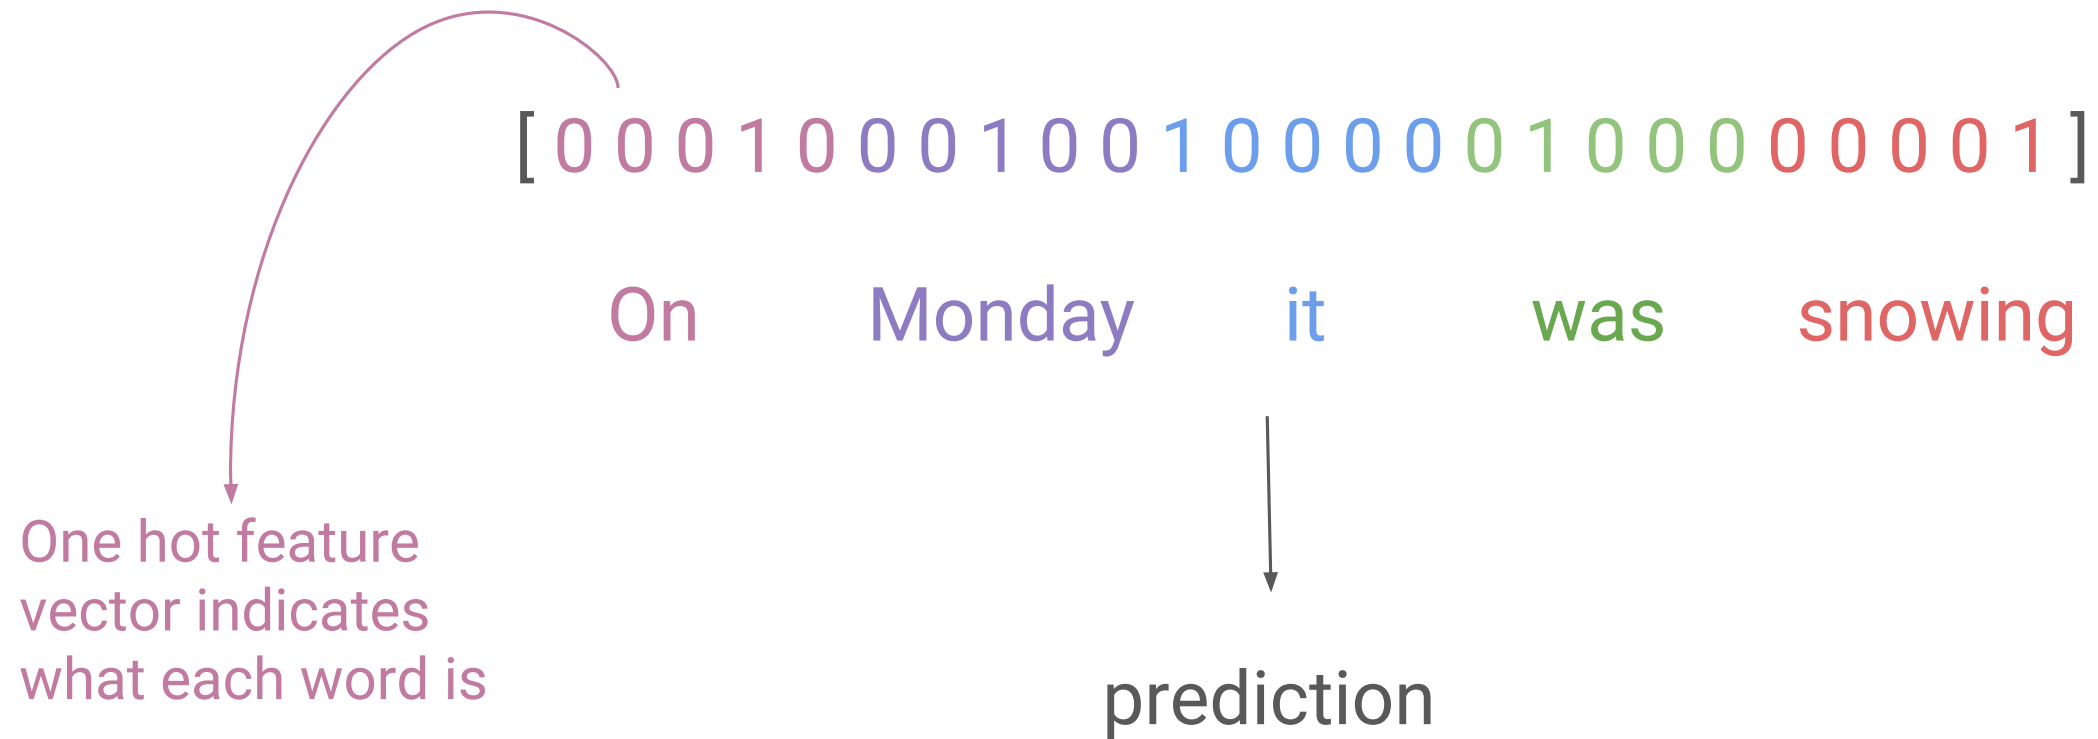 [ 0 0 0 1 0 0 0 1 0 0 1 0 0 0 0 0 1 0 0 0 0 0 0 0 1 ]
On Monday it was snowing
One hot feature
vector indicates
what each word is
prediction